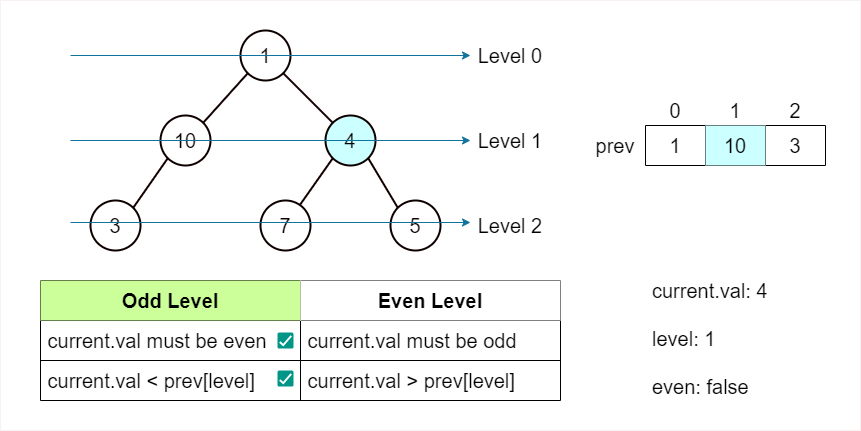 1
Level 0
0 1 2
10 4
Level 1
prev 1 10 3
3 7 5
Level 2
Odd Level Even Level
current.val must be even current.val must be odd
current.val < prev[level] current.val > prev[level]
current.val: 4
level: 1
even: false